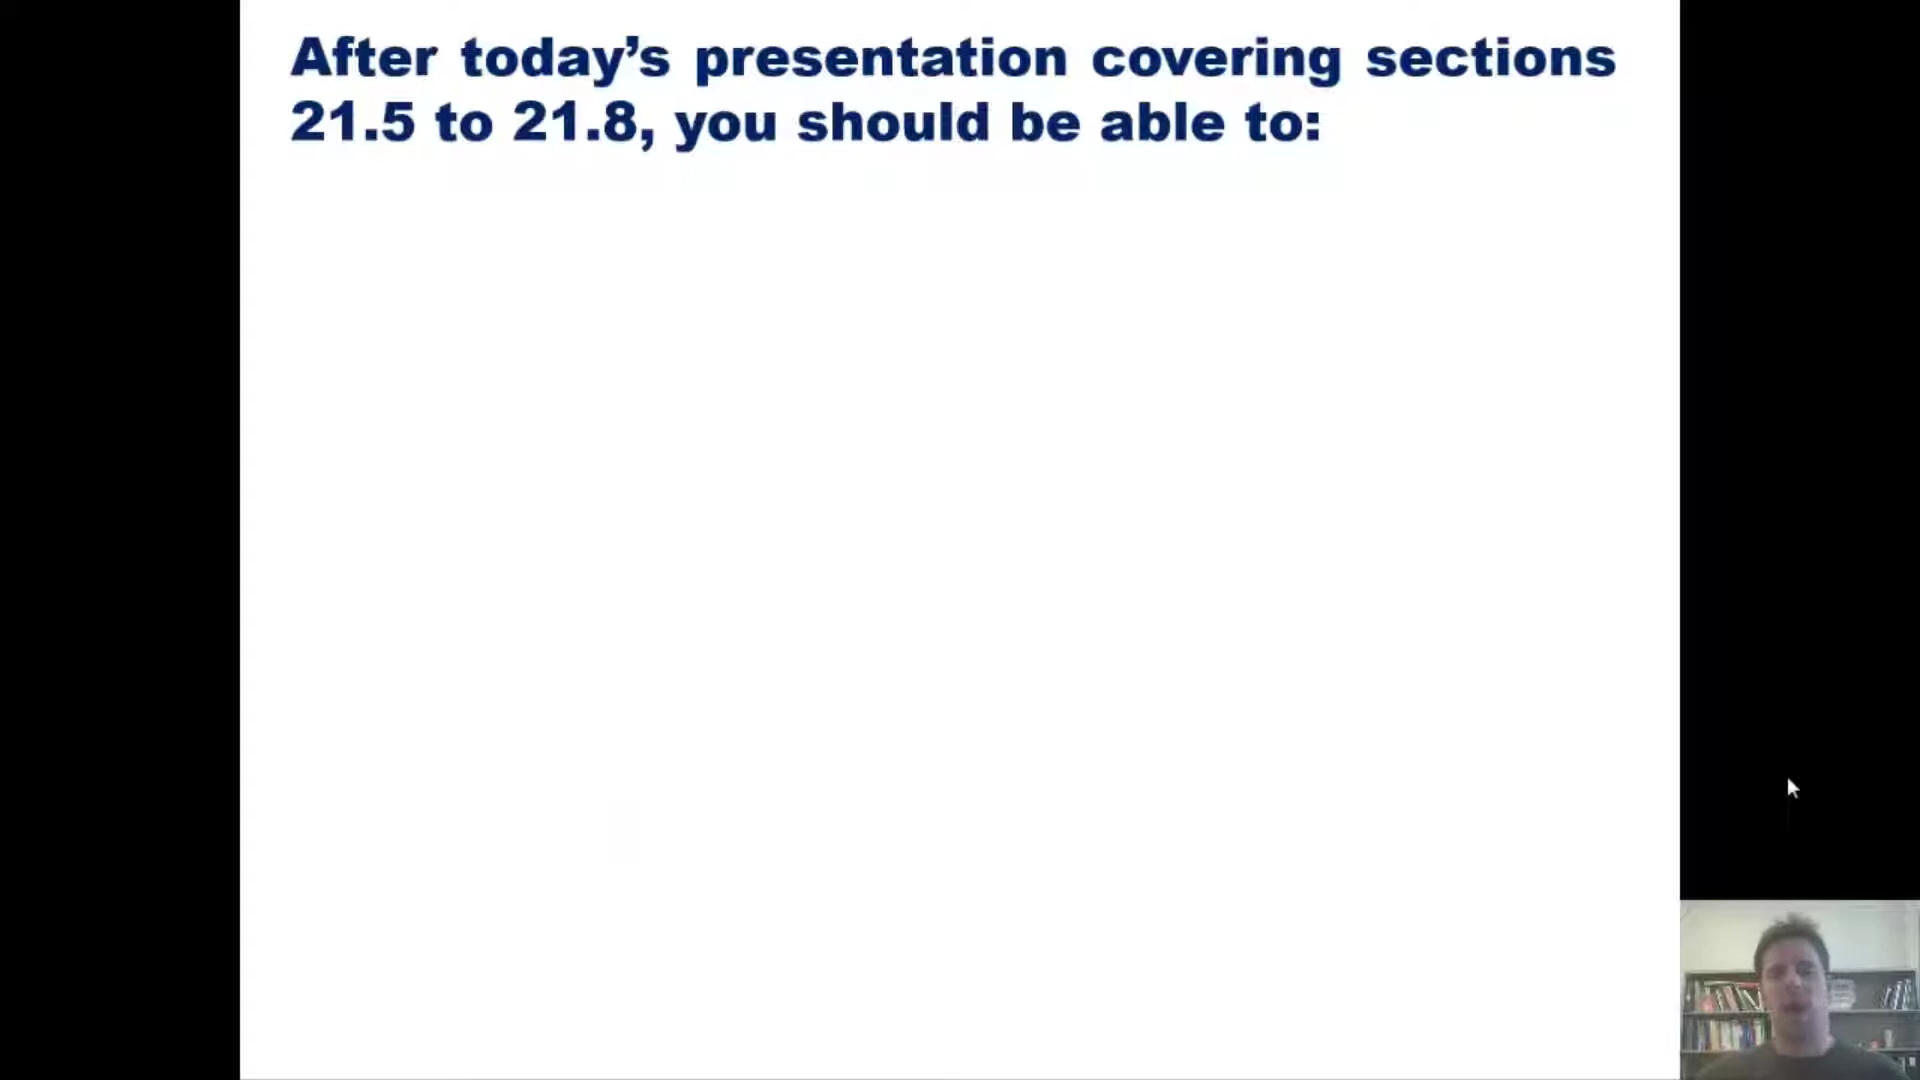 After today’s presentation covering sections
21.5 to 21.8, you should be able to: